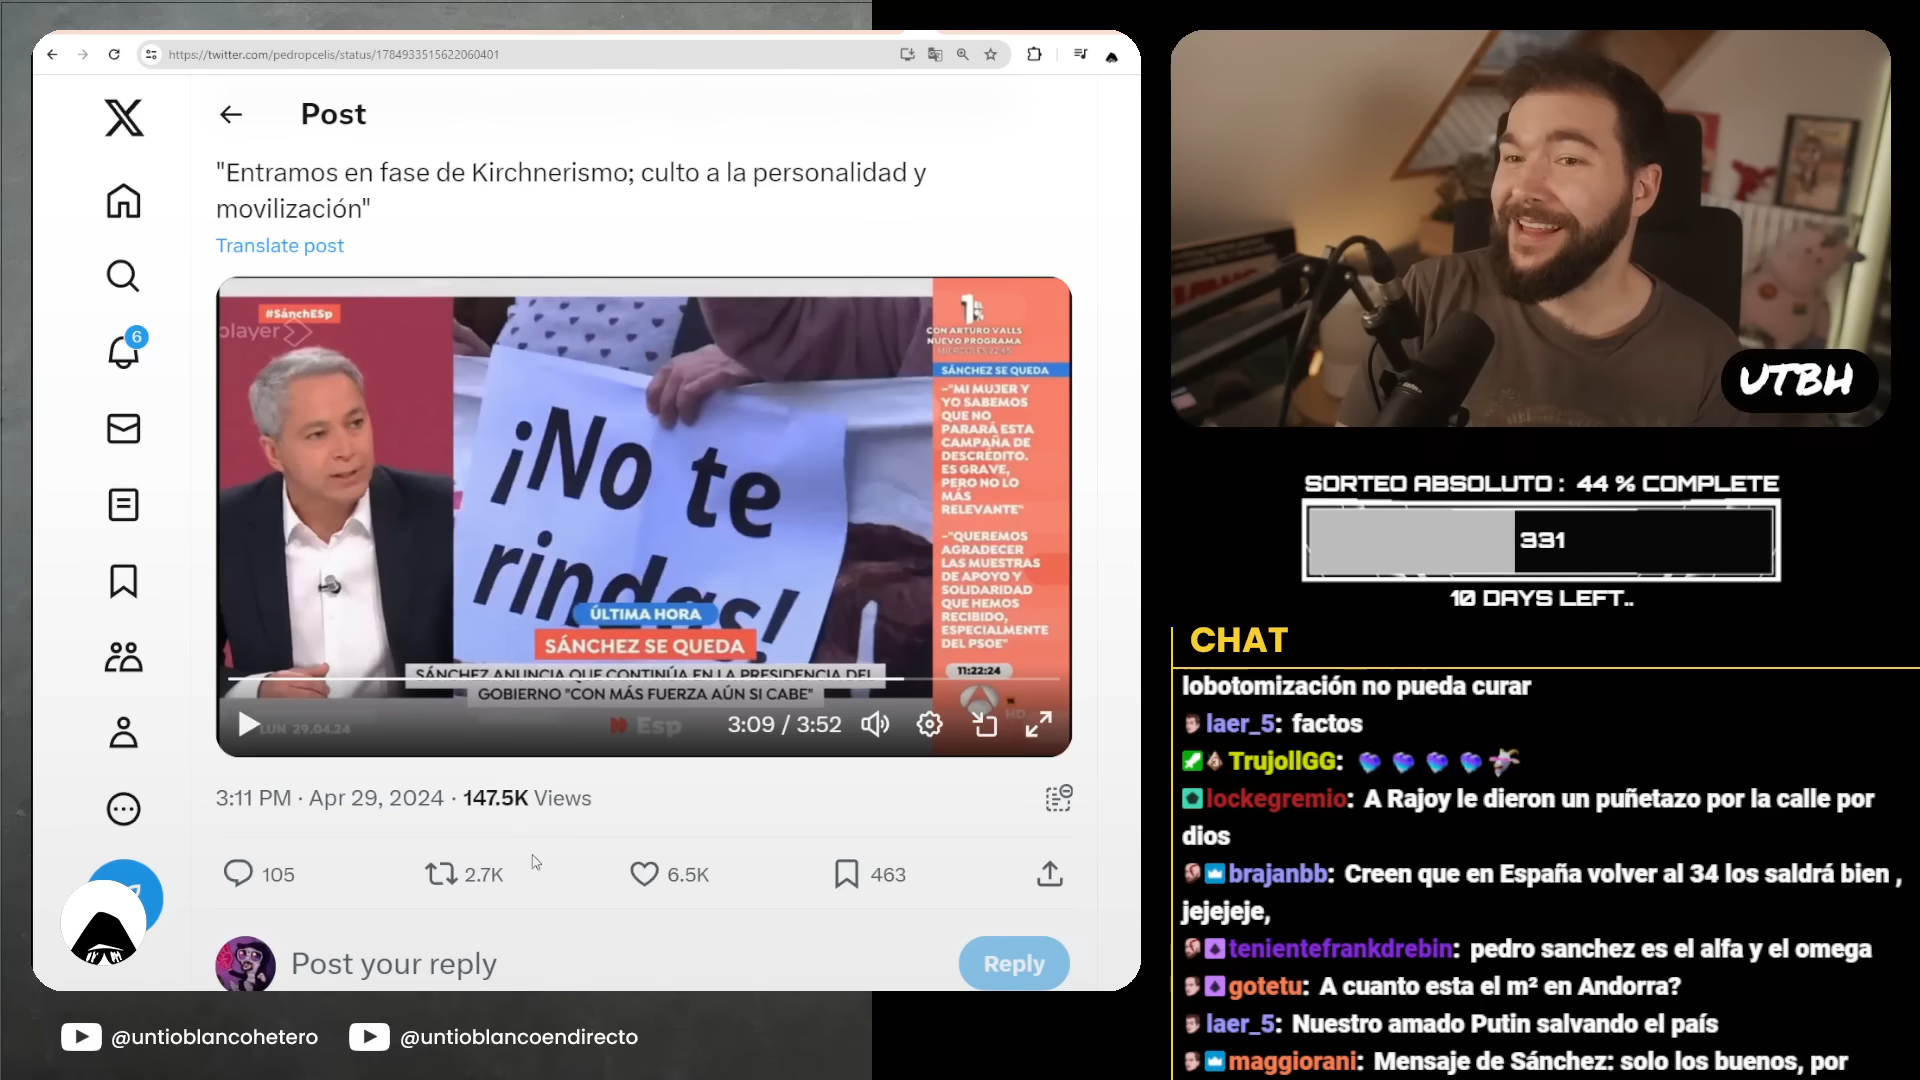 https://twitter.com/pedropcelis/status/1784933515622060401
Post
"Entramos en fase de Kirchnerismo; culto a la personalidad y
movilización"
Translate post
#SánchESp
player
¡No te
rindas!
ÚLTIMA HORA
SÁNCHEZ SE QUEDA
SÁNCHEZ ANUNCIA QUE CONTINÚA EN LA PRESIDENCIA DEL
GOBIERNO "CON MÁS FUERZA AÚN SI CABE"
LUN 29.04.24
Esp
1%
CON ARTURO VALLS
NUEVO PROGRAMA
SÁNCHEZ SE QUEDA
-"MI MUJER Y
YO SABEMOS
QUE NO
PARARÁ ESTA
CAMPAÑA DE
DESCRÉDITO.
ES GRAVE,
PERO NO LO
MÁS
RELEVANTE"
-"QUEREMOS
AGRADECER
LAS MUESTRAS
DE APOYO Y
SOLIDARIDAD
QUE HEMOS
RECIBIDO,
ESPECIALMENTE
DEL PSOE"
11:22:24
HD
3:09 / 3:52
3:11 PM · Apr 29, 2024 · 147.5K Views
105
2.7K
6.5K
463
6
Post your reply
Reply
@untioblancohetero
@untioblancoendirecto
UTBH
SORTEO ABSOLUTO : 44 % COMPLETE
331
10 DAYS LEFT..
CHAT
lobotomización no pueda curar
laer_5: factos
TrujollGG:
lockegremio: A Rajoy le dieron un puñetazo por la calle por
dios
brajanbb: Creen que en España volver al 34 los saldrá bien ,
jejejeje,
tenientefrankdrebin: pedro sanchez es el alfa y el omega
gotetu: A cuanto esta el m² en Andorra?
laer_5: Nuestro amado Putin salvando el país
maggiorani: Mensaje de Sánchez: solo los buenos, por